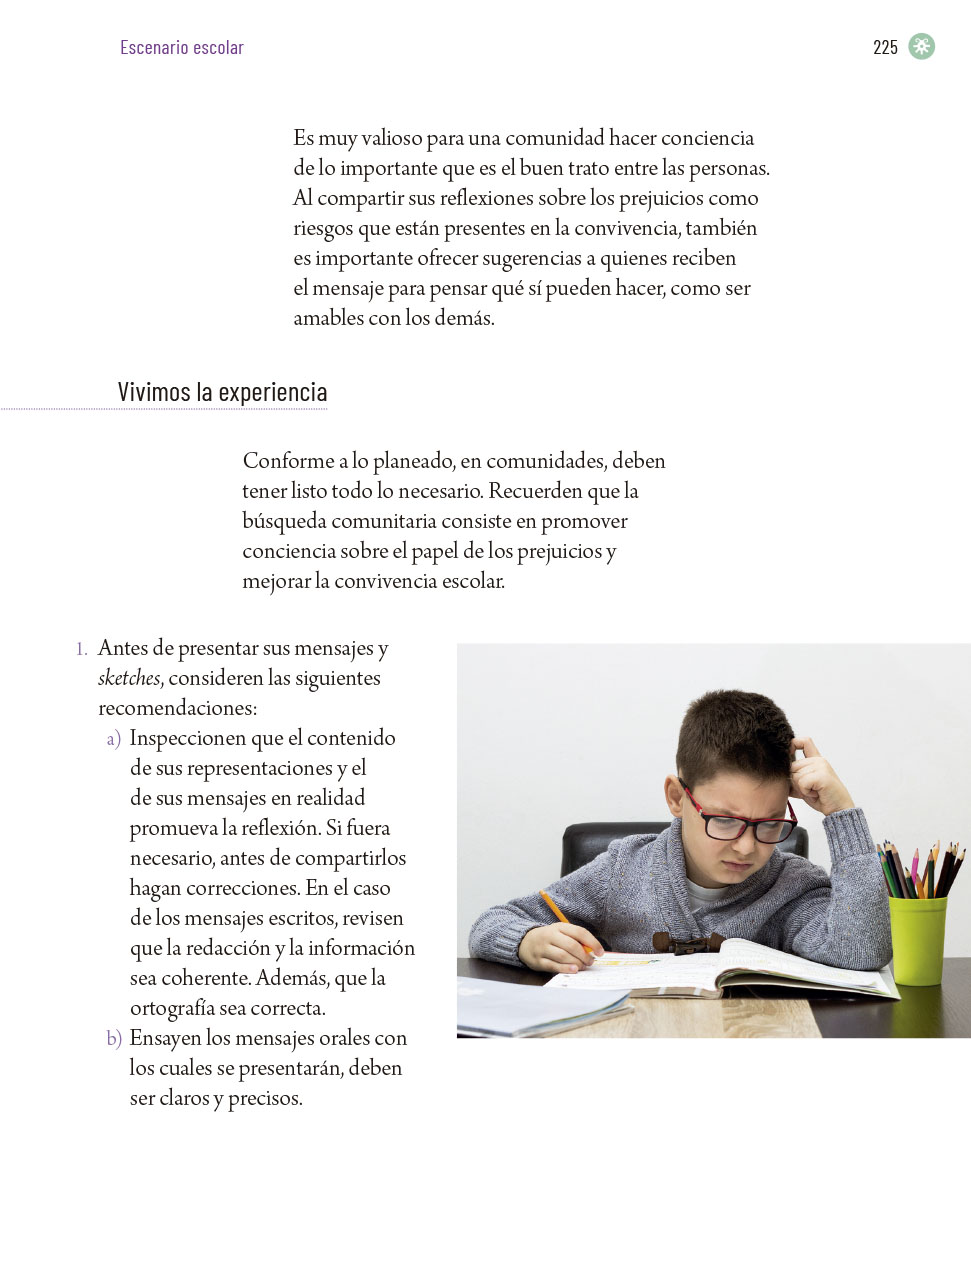 Escenario escolar
225
Es muy valioso para una comunidad hacer conciencia
de lo importante que es el buen trato entre las personas.
Al compartir sus reflexiones sobre los prejuicios como
riesgos que están presentes en la convivencia, también
es importante ofrecer sugerencias a quienes reciben
el mensaje para pensar qué sí pueden hacer, como ser
amables con los demás.
Vivimos la experiencia
Conforme a lo planeado, en comunidades, deben
tener listo todo lo necesario. Recuerden que la
búsqueda comunitaria consiste en promover
conciencia sobre el papel de los prejuicios y
mejorar la convivencia escolar.
1. Antes de presentar sus mensajes y
sketches, consideren las siguientes
recomendaciones:
a) Inspeccionen que el contenido
de sus representaciones y el
de sus mensajes en realidad
promueva la reflexión. Si fuera
necesario, antes de compartirlos
hagan correcciones. En el caso
de los mensajes escritos, revisen
que la redacción y la información
sea coherente. Además, que la
ortografía sea correcta.
b) Ensayen los mensajes orales con
los cuales se presentarán, deben
ser claros y precisos.